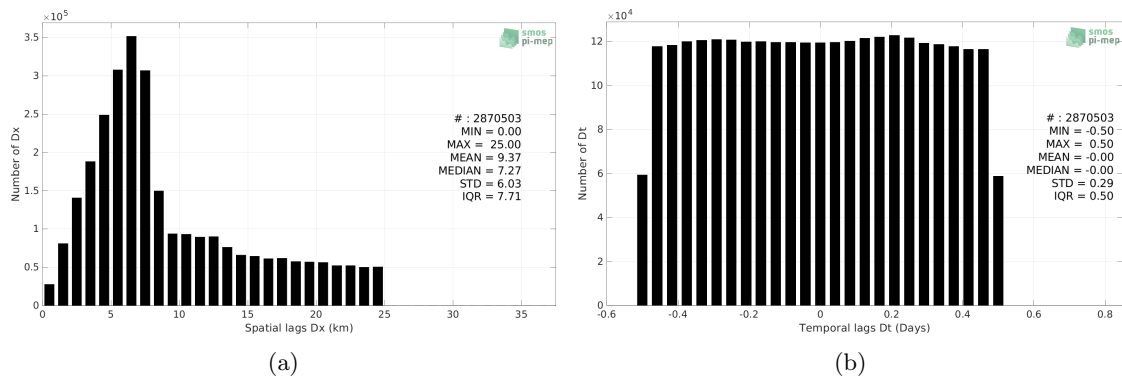 ×10⁵
3.5
3
2.5
2
1.5
1
0.5
0
Number of Dx
0 5 10 15 20 25 30 35
Spatial lags Dx (km)
smos
pi-mep
# : 2870503
MIN = 0.00
MAX = 25.00
MEAN = 9.37
MEDIAN = 7.27
STD = 6.03
IQR = 7.71
(a)
×10⁴
12
10
8
6
4
2
0
Number of Dt
-0.6 -0.4 -0.2 0 0.2 0.4 0.6 0.8
Temporal lags Dt (Days)
smos
pi-mep
# : 2870503
MIN = -0.50
MAX = 0.50
MEAN = -0.00
MEDIAN = -0.00
STD = 0.29
IQR = 0.50
(b)